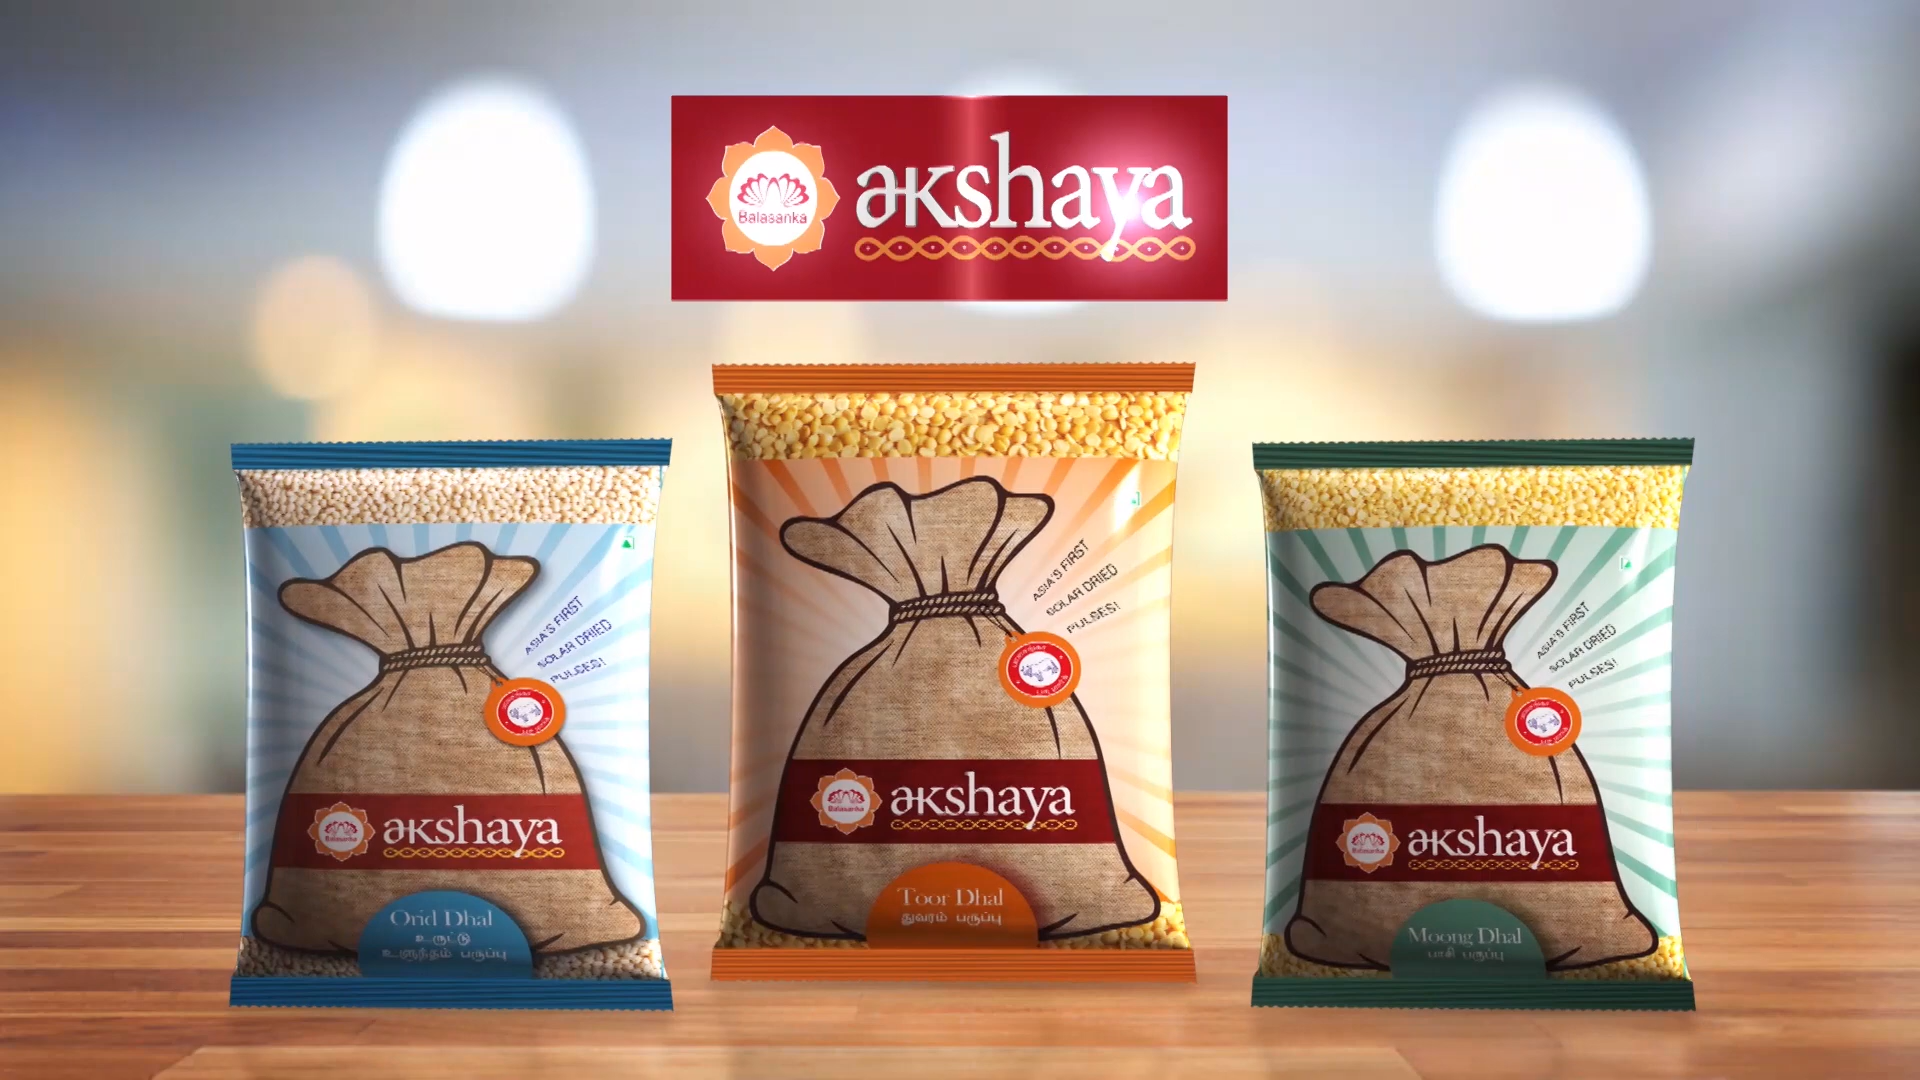 Balasanka
akshaya
ASIA'S FIRST
SOLAR DRIED
PULSES!
Balasanka
akshaya
Orid Dhal
உருட்டு
உளுந்தம் பருப்பு
ASIA'S FIRST
SOLAR DRIED
PULSES!
Balasanka
akshaya
Toor Dhal
துவரம் பருப்பு
ASIA'S FIRST
SOLAR DRIED
PULSES!
Balasanka
akshaya
Moong Dhal
பாசி பருப்பு